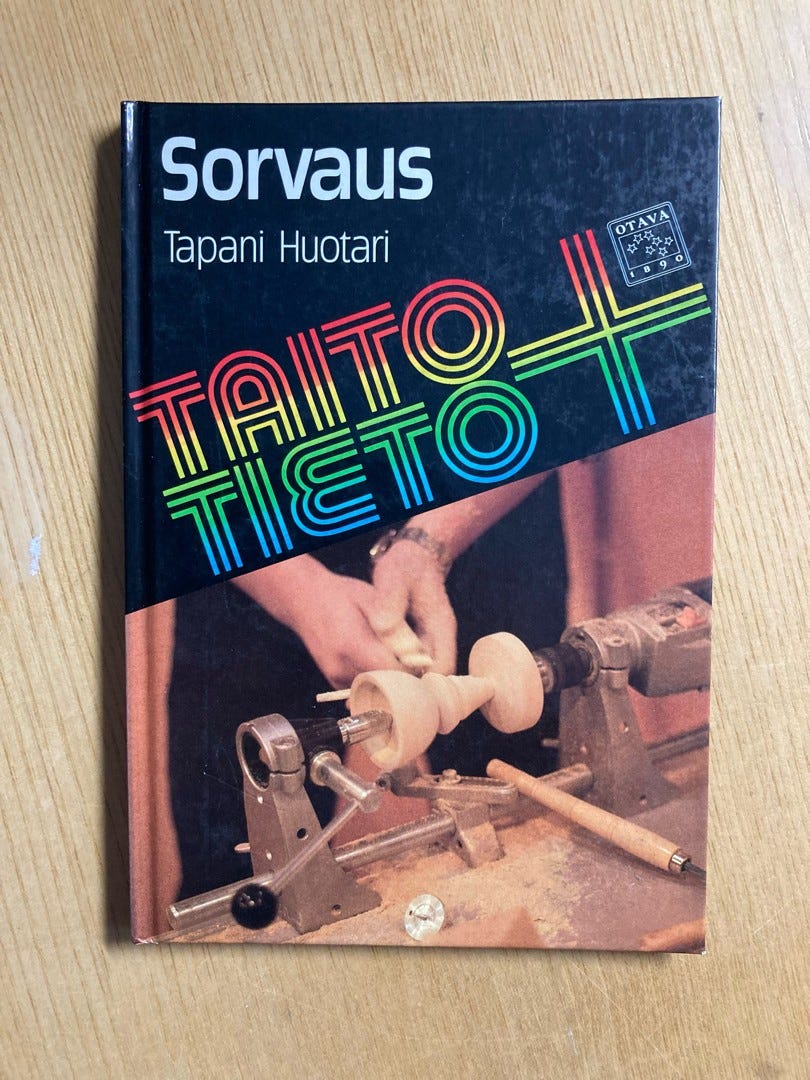 Sorvaus
Tapani Huotari
OTAVA
1890
TAITO +
TIETO